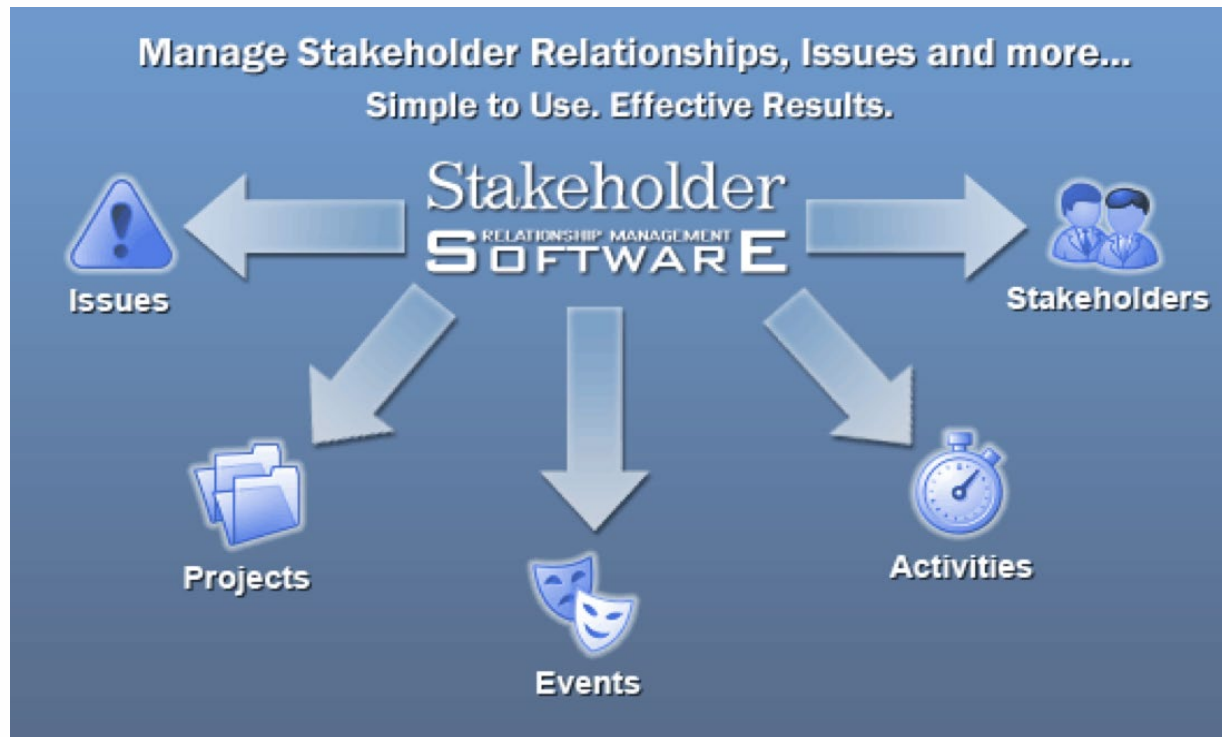 Manage Stakeholder Relationships, Issues and more...
Simple to Use. Effective Results.
Stakeholder
RELATIONSHIP MANAGEMENT
SOFTWARE
Issues
Stakeholders
Projects
Activities
Events